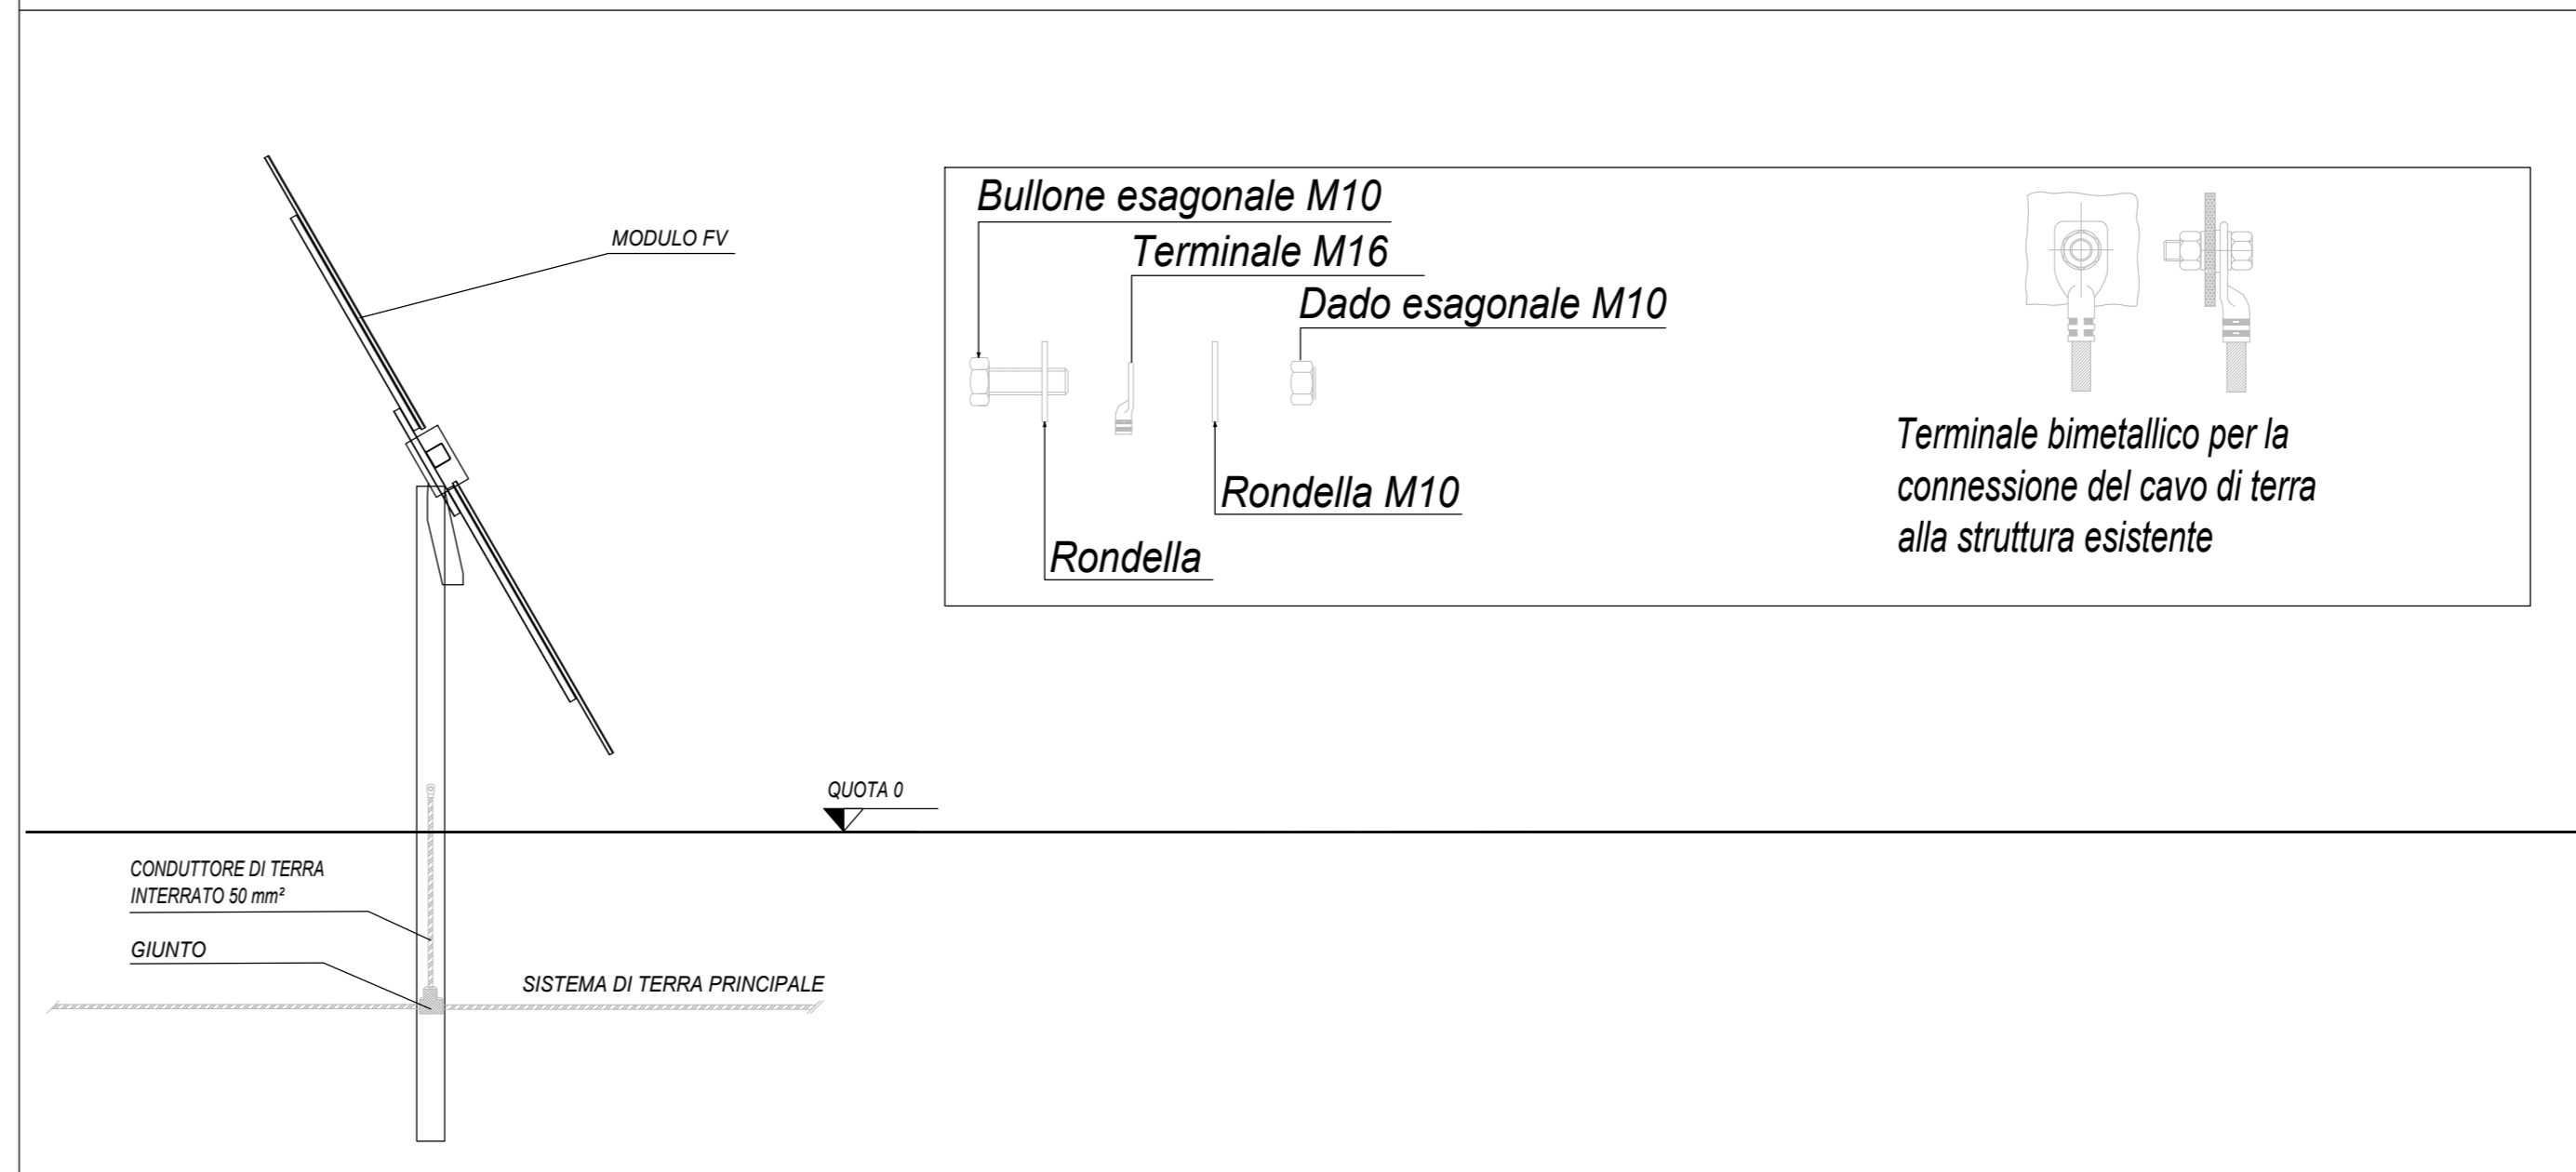 MODULO FV
Bullone esagonale M10
Terminale M16
Dado esagonale M10
Rondella M10
Rondella
Terminale bimetallico per la
connessione del cavo di terra
alla struttura esistente
QUOTA 0
CONDUTTORE DI TERRA
INTERRATO 50 mm²
GIUNTO
SISTEMA DI TERRA PRINCIPALE